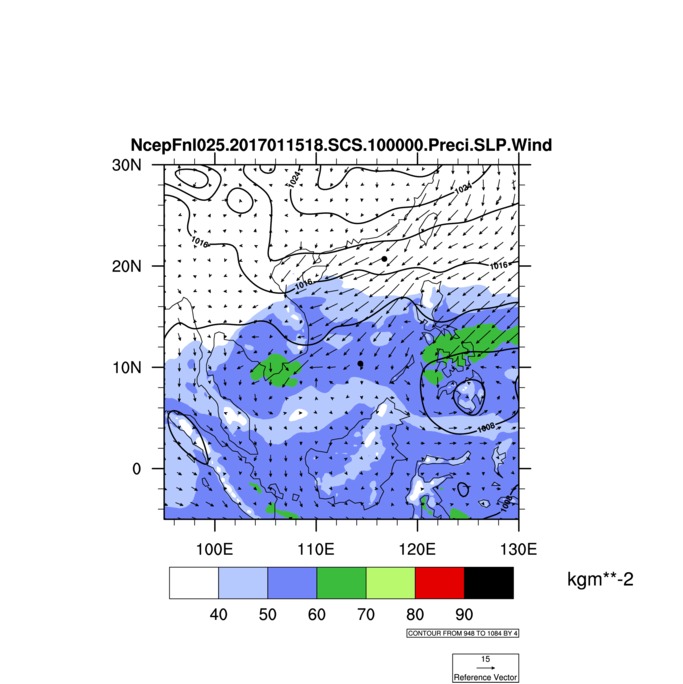 NcepFnl025.2017011518.SCS.100000.Preci.SLP.Wind
30N
1024
1024
1016
20N
1016
1016
10N
1008
0
1008
100E 110E 120E 130E
kgm**-2
40 50 60 70 80 90
CONTOUR FROM 948 TO 1084 BY 4
15
Reference Vector